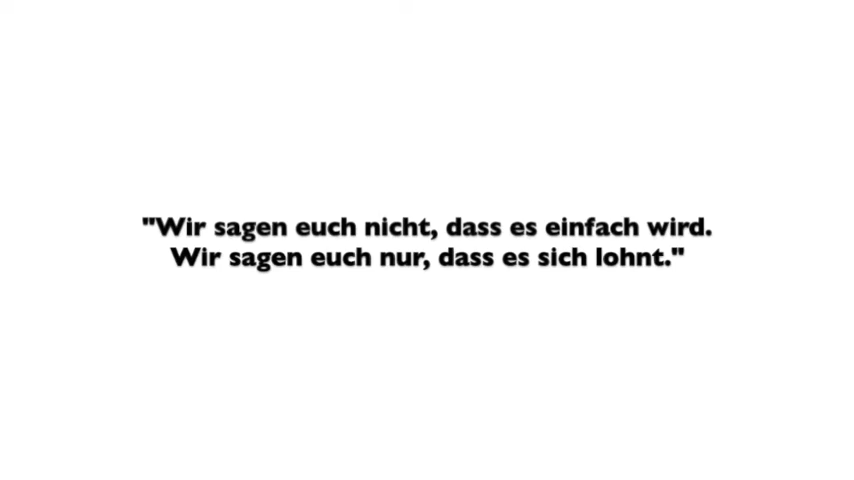 "Wir sagen euch nicht, dass es einfach wird.
Wir sagen euch nur, dass es sich lohnt."